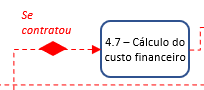 Se
contratou
4.7 – Cálculo do
custo financeiro